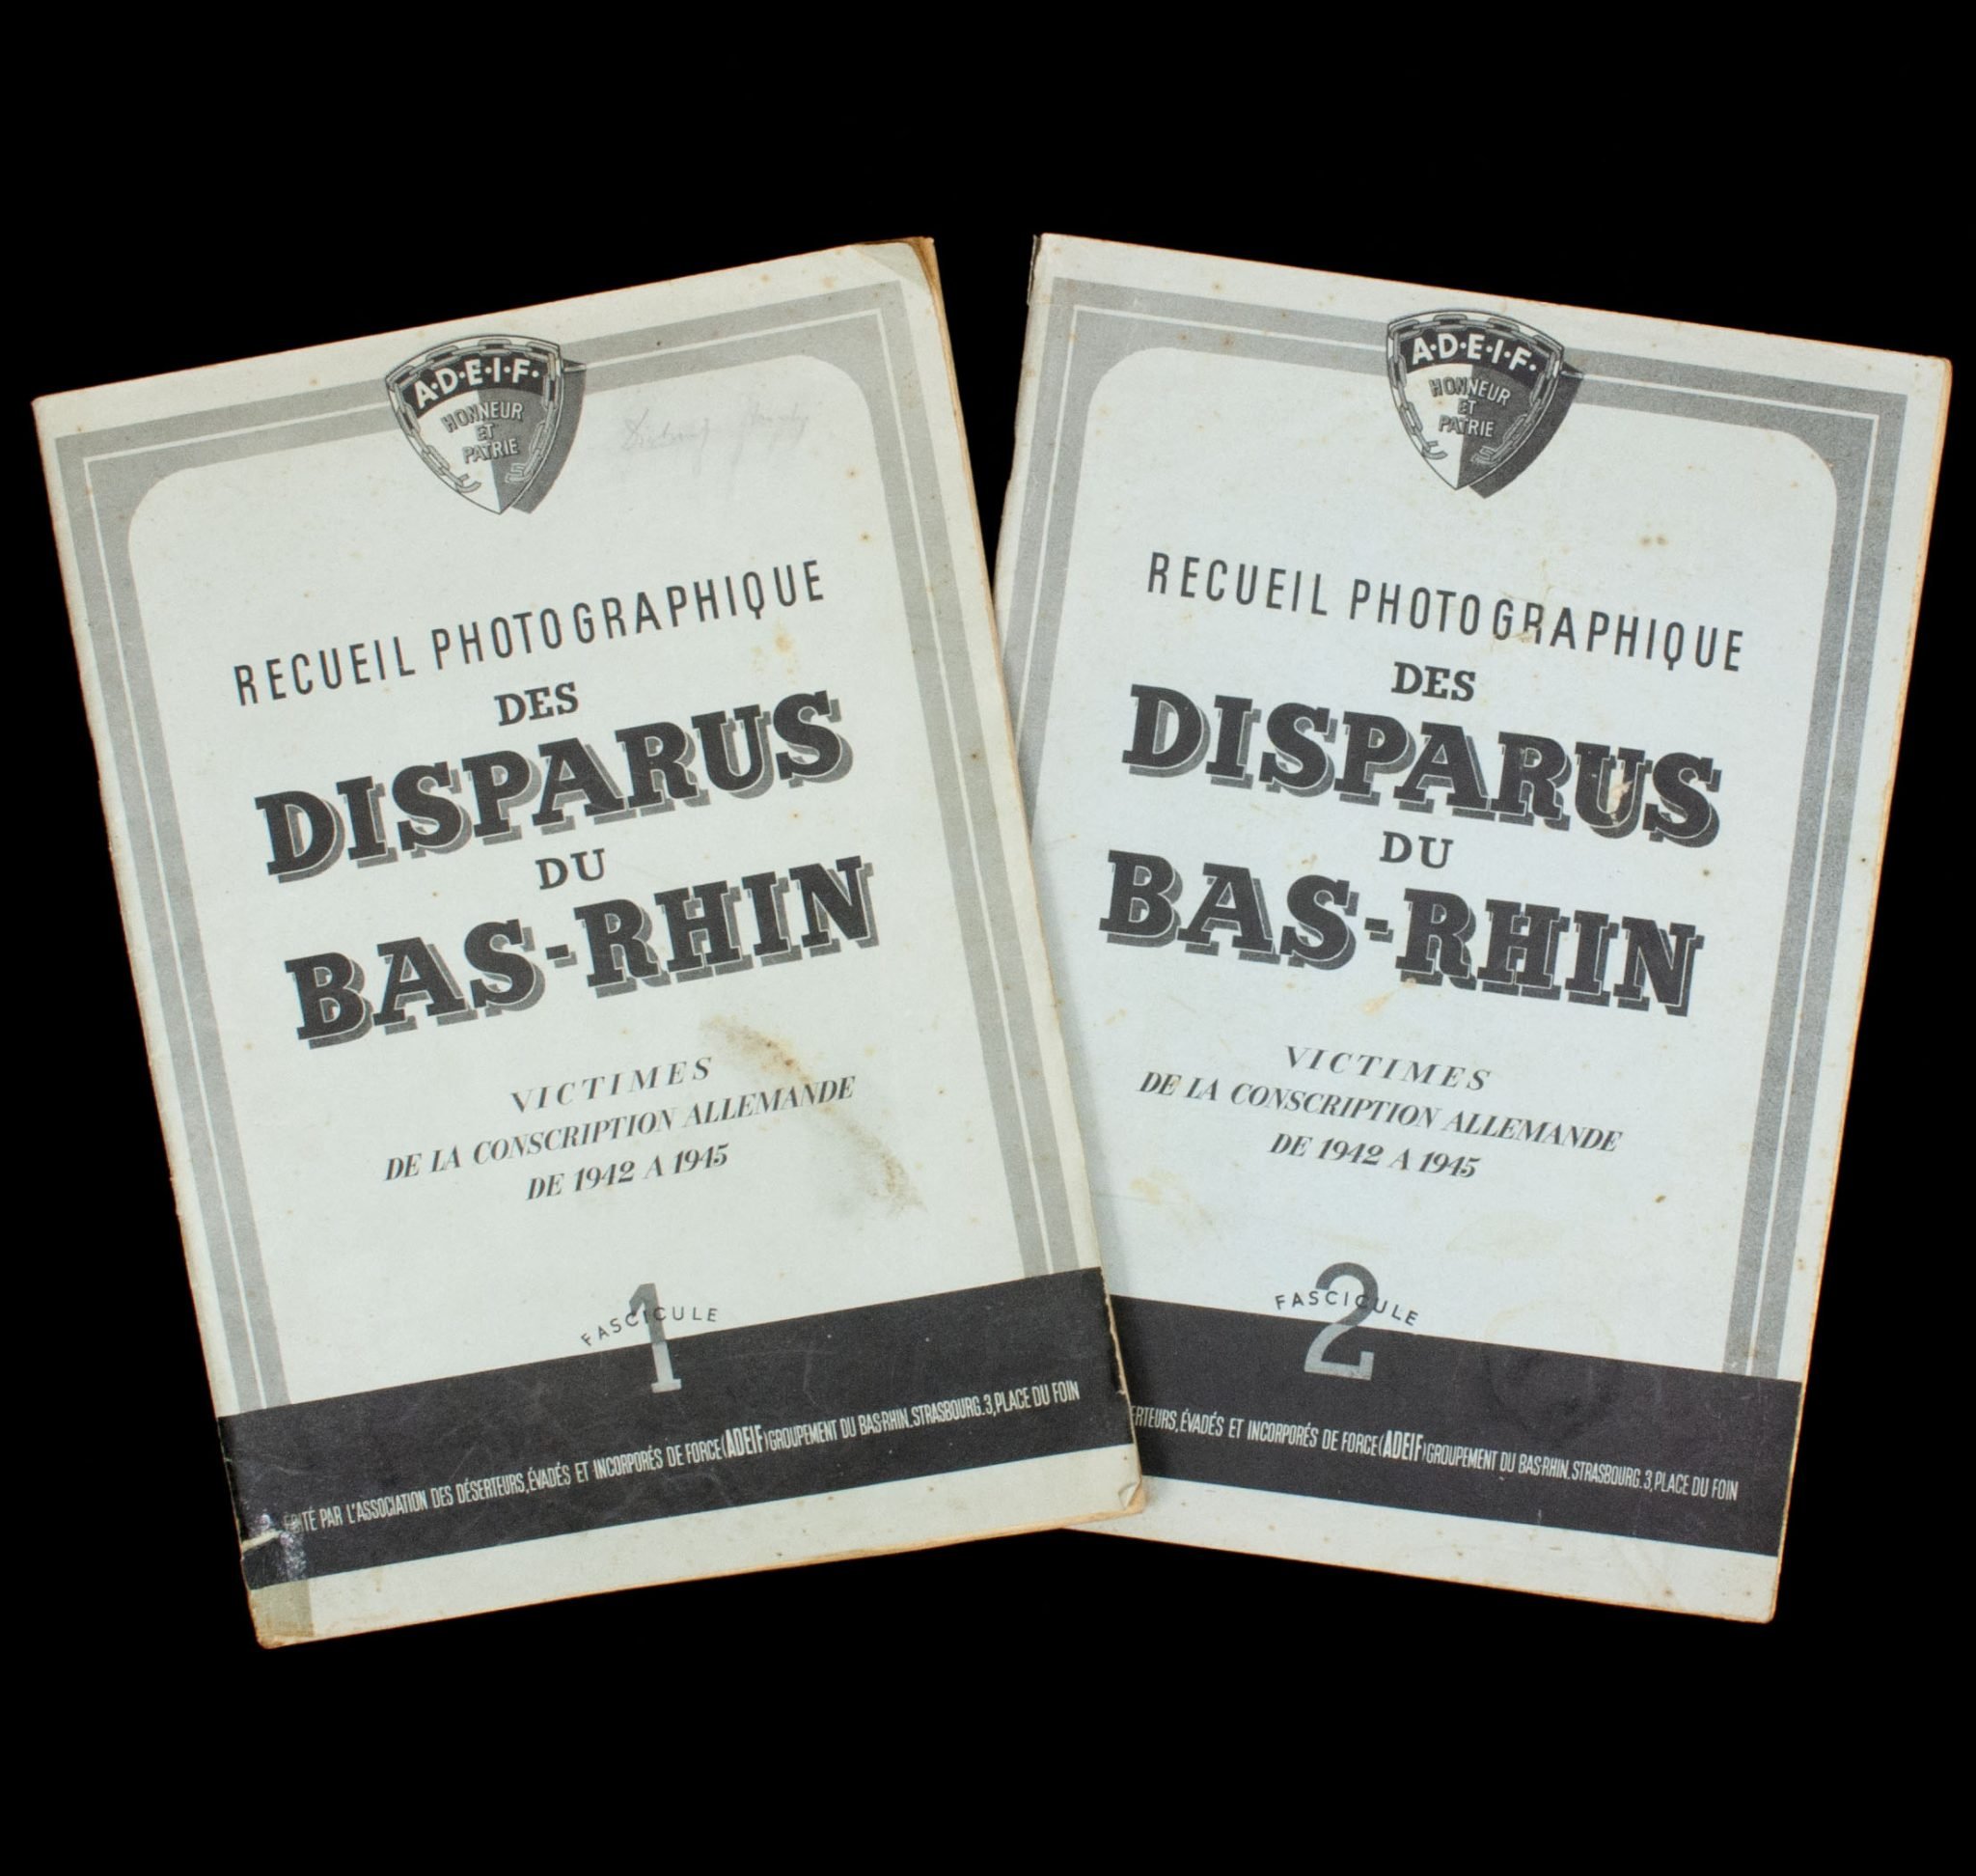 A·D·E·I·F·
HONNEUR
ET
PATRIE
RECUEIL PHOTOGRAPHIQUE
DES
DISPARUS
DU
BAS-RHIN
VICTIMES
DE LA CONSCRIPTION ALLEMANDE
DE 1942 A 1945
FASCICULE
1
ÉDITÉ PAR L'ASSOCIATION DES DÉSERTEURS, ÉVADÉS ET INCORPORÉS DE FORCE (ADEIF) GROUPEMENT DU BAS-RHIN. STRASBOURG. 3, PLACE DU FOIN
A·D·E·I·F·
HONNEUR
ET
PATRIE
RECUEIL PHOTOGRAPHIQUE
DES
DISPARUS
DU
BAS-RHIN
VICTIMES
DE LA CONSCRIPTION ALLEMANDE
DE 1942 A 1945
FASCICULE
2
ERTEURS, ÉVADÉS ET INCORPORÉS DE FORCE (ADEIF) GROUPEMENT DU BAS-RHIN. STRASBOURG. 3, PLACE DU FOIN